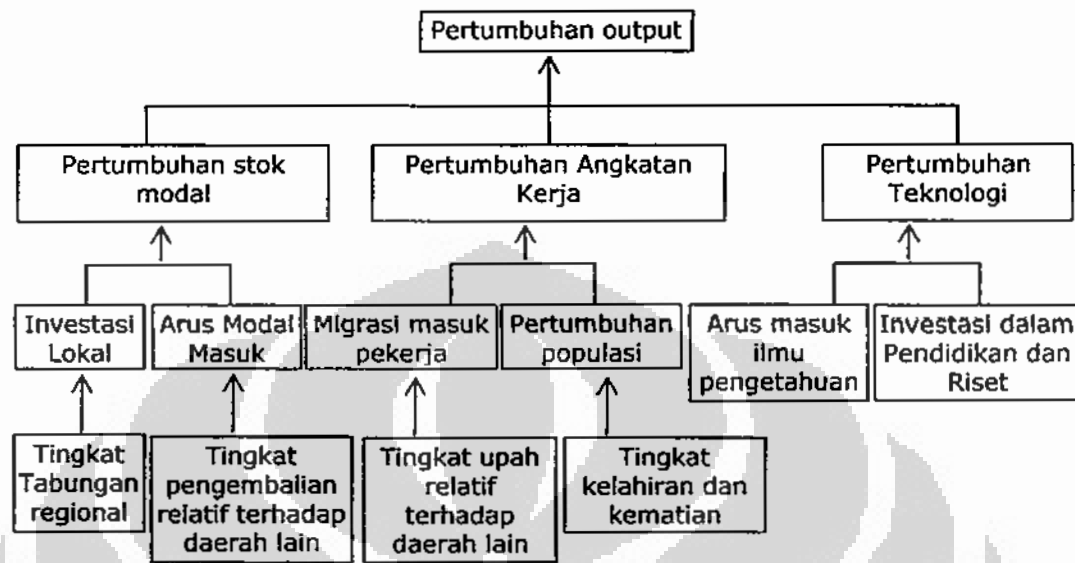 Pertumbuhan output
Pertumbuhan stok
modal
Pertumbuhan Angkatan
Kerja
Pertumbuhan
Teknologi
Investasi
Lokal
Arus Modal
Masuk
Migrasi masuk
pekerja
Pertumbuhan
populasi
Arus masuk
ilmu
pengetahuan
Investasi dalam
Pendidikan dan
Riset
Tingkat
Tabungan
regional
Tingkat
pengembalian
relatif terhadap
daerah lain
Tingkat upah
relatif
terhadap
daerah lain
Tingkat
kelahiran dan
kematian